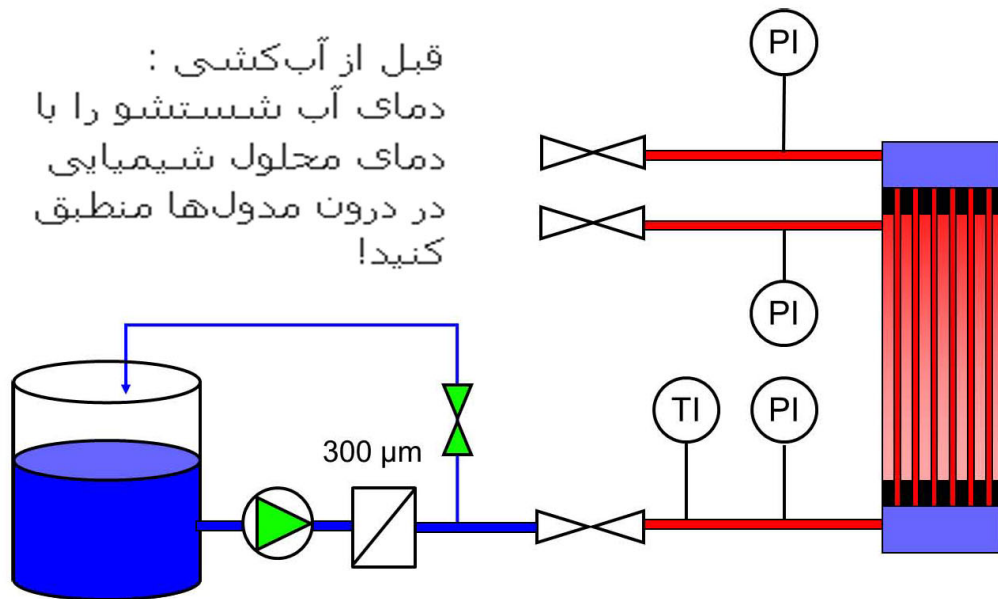 قبل از آب‌کشی :
دمای آب شستشو را با
دمای محلول شیمیایی
در درون مدول‌ها منطبق
کنید!
PI
PI
TI
PI
300 µm